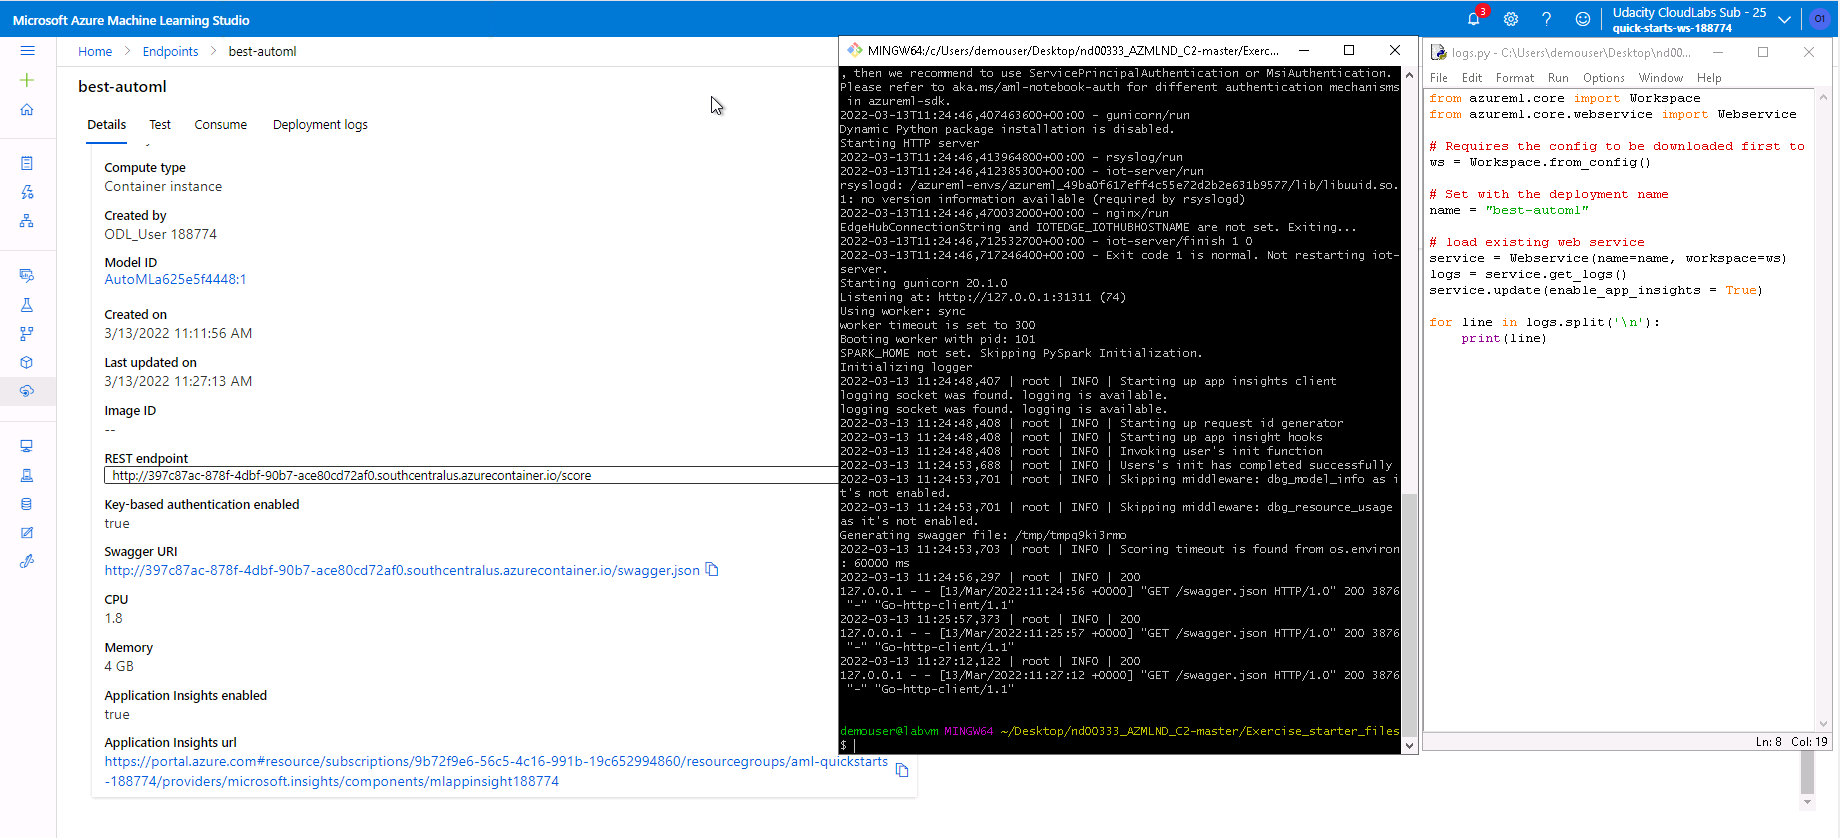 Microsoft Azure Machine Learning Studio
3
Udacity CloudLabs Sub - 25
quick-starts-ws-188774
O1
Home > Endpoints > best-automl
best-automl
Details Test Consume Deployment logs
Compute type
Container instance
Created by
ODL_User 188774
Model ID
AutoMLa625e5f4448:1
Created on
3/13/2022 11:11:56 AM
Last updated on
3/13/2022 11:27:13 AM
Image ID
--
REST endpoint
http://397c87ac-878f-4dbf-90b7-ace80cd72af0.southcentralus.azurecontainer.io/score
Key-based authentication enabled
true
Swagger URI
http://397c87ac-878f-4dbf-90b7-ace80cd72af0.southcentralus.azurecontainer.io/swagger.json
CPU
1.8
Memory
4 GB
Application Insights enabled
true
Application Insights url
https://portal.azure.com#resource/subscriptions/9b72f9e6-56c5-4c16-991b-19c652994860/resourcegroups/aml-quickstarts
-188774/providers/microsoft.insights/components/mlappinsight188774
MINGW64:/c/Users/demouser/Desktop/nd00333_AZMLND_C2-master/Exerc...
, then we recommend to use ServicePrincipalAuthentication or MsiAuthentication.
Please refer to aka.ms/aml-notebook-auth for different authentication mechanisms
in azureml-sdk.
2022-03-13T11:24:46,407463600+00:00 - gunicorn/run
Dynamic Python package installation is disabled.
Starting HTTP server
2022-03-13T11:24:46,413964800+00:00 - rsyslog/run
2022-03-13T11:24:46,412385300+00:00 - iot-server/run
rsyslogd: /azureml-envs/azureml_49ba0f617eff4c55e72d2b2e631b9577/lib/libuuid.so.
1: no version information available (required by rsyslogd)
2022-03-13T11:24:46,470032000+00:00 - nginx/run
EdgeHubConnectionString and IOTEDGE_IOTHUBHOSTNAME are not set. Exiting...
2022-03-13T11:24:46,712532700+00:00 - iot-server/finish 1 0
2022-03-13T11:24:46,717246400+00:00 - Exit code 1 is normal. Not restarting iot-
server.
Starting gunicorn 20.1.0
Listening at: http://127.0.0.1:31311 (74)
Using worker: sync
worker timeout is set to 300
Booting worker with pid: 101
SPARK_HOME not set. Skipping PySpark Initialization.
Initializing logger
2022-03-13 11:24:48,407 | root | INFO | Starting up app insights client
logging socket was found. logging is available.
logging socket was found. logging is available.
2022-03-13 11:24:48,408 | root | INFO | Starting up request id generator
2022-03-13 11:24:48,408 | root | INFO | Starting up app insight hooks
2022-03-13 11:24:48,408 | root | INFO | Invoking user's init function
2022-03-13 11:24:53,688 | root | INFO | Users's init has completed successfully
2022-03-13 11:24:53,701 | root | INFO | Skipping middleware: dbg_model_info as i
t's not enabled.
2022-03-13 11:24:53,701 | root | INFO | Skipping middleware: dbg_resource_usage
as it's not enabled.
Generating swagger file: /tmp/tmpq9ki3rmo
2022-03-13 11:24:53,703 | root | INFO | Scoring timeout is found from os.environ
: 60000 ms
2022-03-13 11:24:56,297 | root | INFO | 200
127.0.0.1 - - [13/Mar/2022:11:24:56 +0000] "GET /swagger.json HTTP/1.0" 200 3876
"-" "Go-http-client/1.1"
2022-03-13 11:25:57,373 | root | INFO | 200
127.0.0.1 - - [13/Mar/2022:11:25:57 +0000] "GET /swagger.json HTTP/1.0" 200 3876
"-" "Go-http-client/1.1"
2022-03-13 11:27:12,122 | root | INFO | 200
127.0.0.1 - - [13/Mar/2022:11:27:12 +0000] "GET /swagger.json HTTP/1.0" 200 3876
"-" "Go-http-client/1.1"
demouser@labvm MINGW64 ~/Desktop/nd00333_AZMLND_C2-master/Exercise_starter_files
$
logs.py - C:\Users\demouser\Desktop\nd00...
File Edit Format Run Options Window Help
from azureml.core import Workspace
from azureml.core.webservice import Webservice
# Requires the config to be downloaded first to
ws = Workspace.from_config()
# Set with the deployment name
name = "best-automl"
# load existing web service
service = Webservice(name=name, workspace=ws)
logs = service.get_logs()
service.update(enable_app_insights = True)
for line in logs.split('\n'):
print(line)
Ln: 8 Col: 19